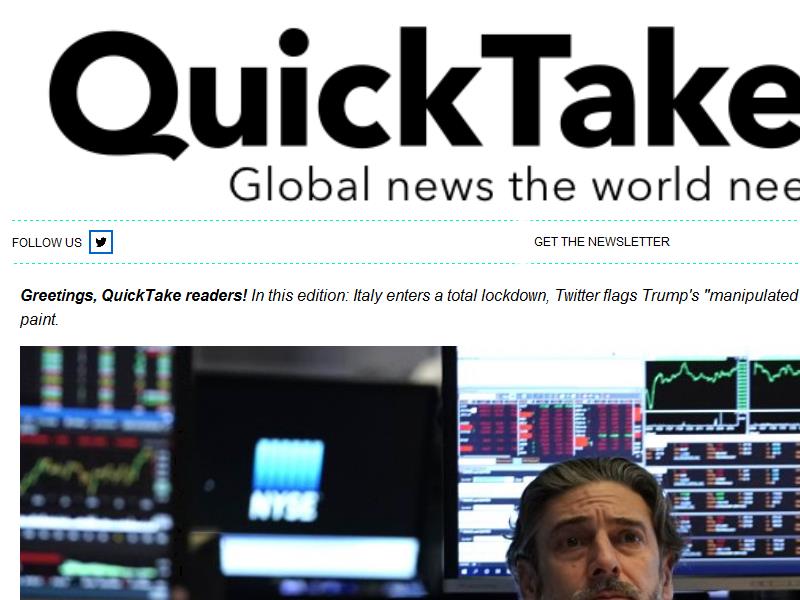 QuickTake
Global news the world nee
FOLLOW US
GET THE NEWSLETTER
Greetings, QuickTake readers! In this edition: Italy enters a total lockdown, Twitter flags Trump's "manipulated
paint.
NYSE